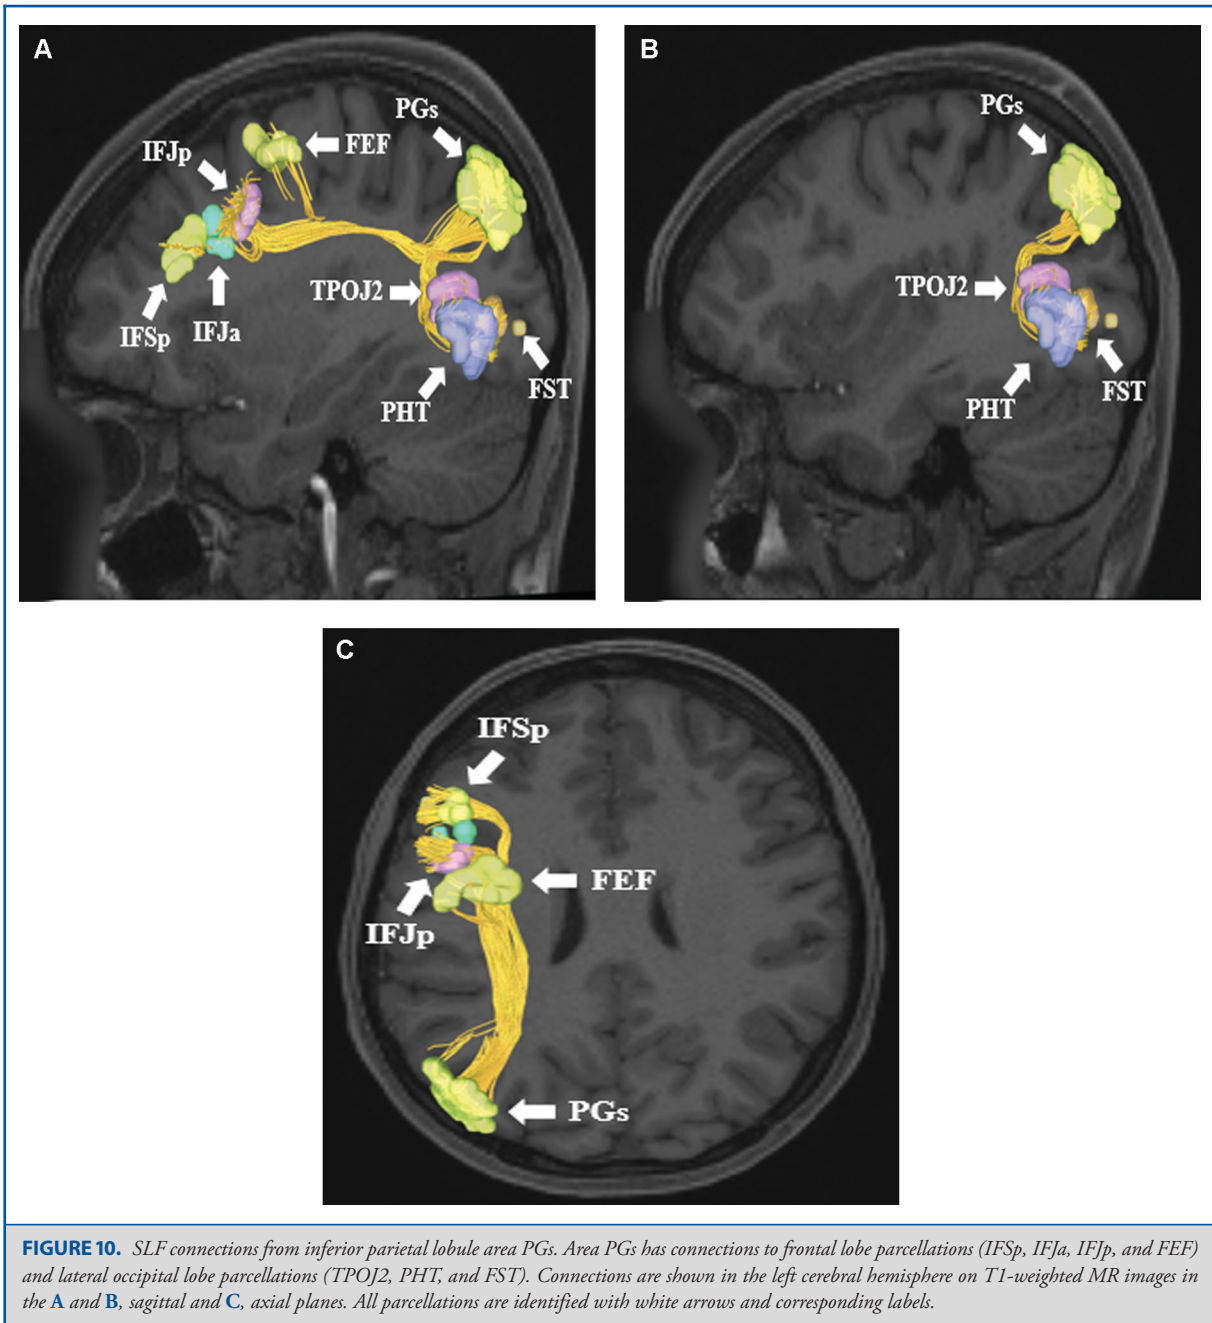 A
PGs
FEF
IFJp
TPOJ2
IFSp
IFJa
FST
PHT
B
PGs
TPOJ2
FST
PHT
C
IFSp
FEF
IFJp
PGs
FIGURE 10. SLF connections from inferior parietal lobule area PGs. Area PGs has connections to frontal lobe parcellations (IFSp, IFJa, IFJp, and FEF)
and lateral occipital lobe parcellations (TPOJ2, PHT, and FST). Connections are shown in the left cerebral hemisphere on T1-weighted MR images in
the A and B, sagittal and C, axial planes. All parcellations are identified with white arrows and corresponding labels.